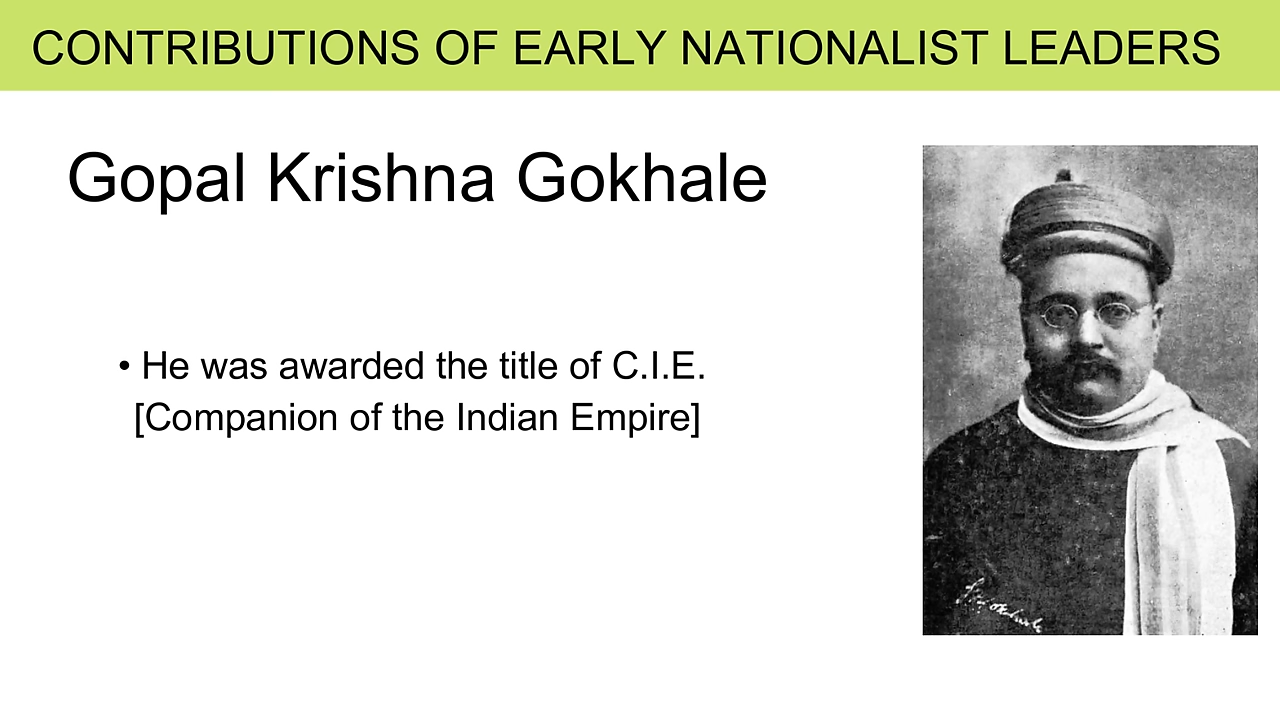 CONTRIBUTIONS OF EARLY NATIONALIST LEADERS
Gopal Krishna Gokhale
• He was awarded the title of C.I.E.
[Companion of the Indian Empire]